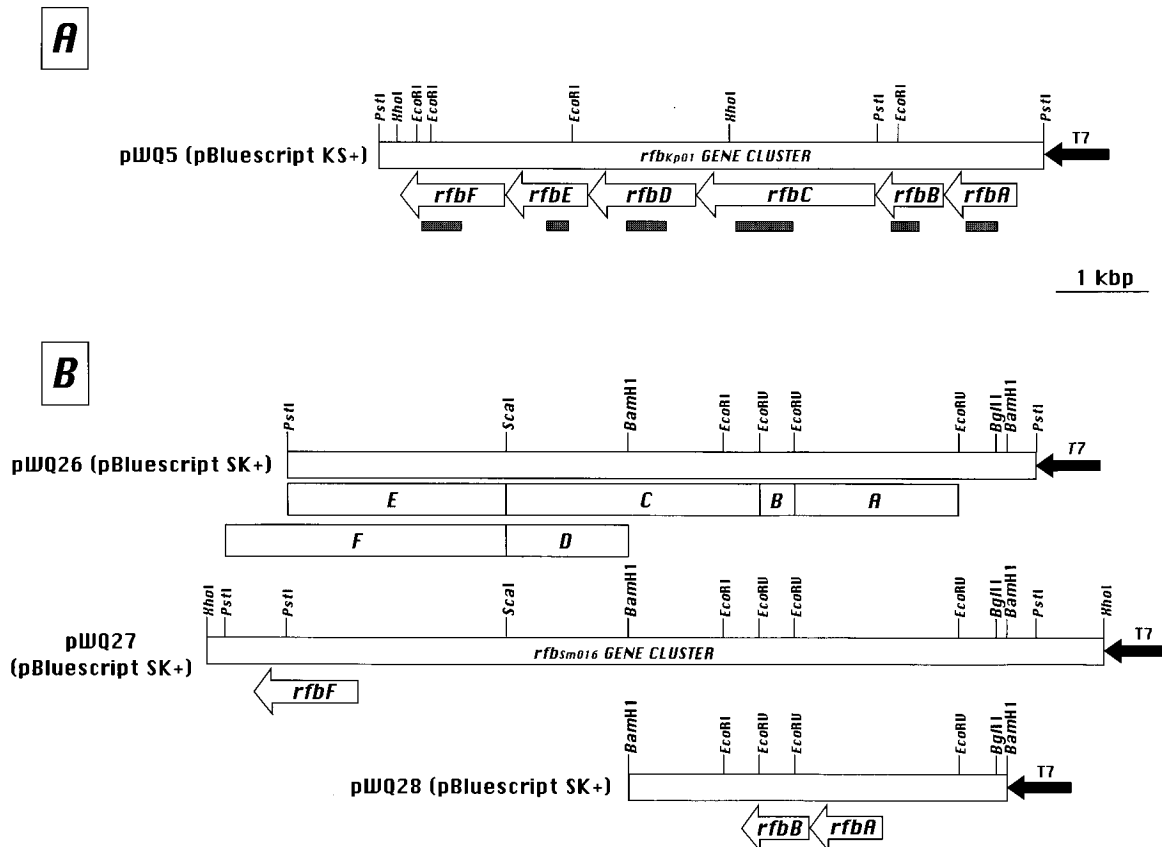 A
PstI
XhoI
EcoRI
EcoRI
EcoRI
XhoI
PstI
EcoRI
PstI
T7
pWQ5 (pBluescript KS+)
rfbKpO1 GENE CLUSTER
rfbF
rfbE
rfbD
rfbC
rfbB
rfbA
1 kbp
B
PstI
ScaI
BamH1
EcoRI
EcoRV
EcoRV
EcoRV
BglII
BamH1
PstI
T7
pWQ26 (pBluescript SK+)
E
C
B
A
F
D
XhoI
PstI
PstI
ScaI
BamH1
EcoRI
EcoRV
EcoRV
EcoRV
BglII
BamH1
PstI
XhoI
T7
pWQ27
(pBluescript SK+)
rfbSmO16 GENE CLUSTER
rfbF
BamH1
EcoRI
EcoRV
EcoRV
EcoRV
BglII
BamH1
T7
pWQ28 (pBluescript SK+)
rfbB
rfbA